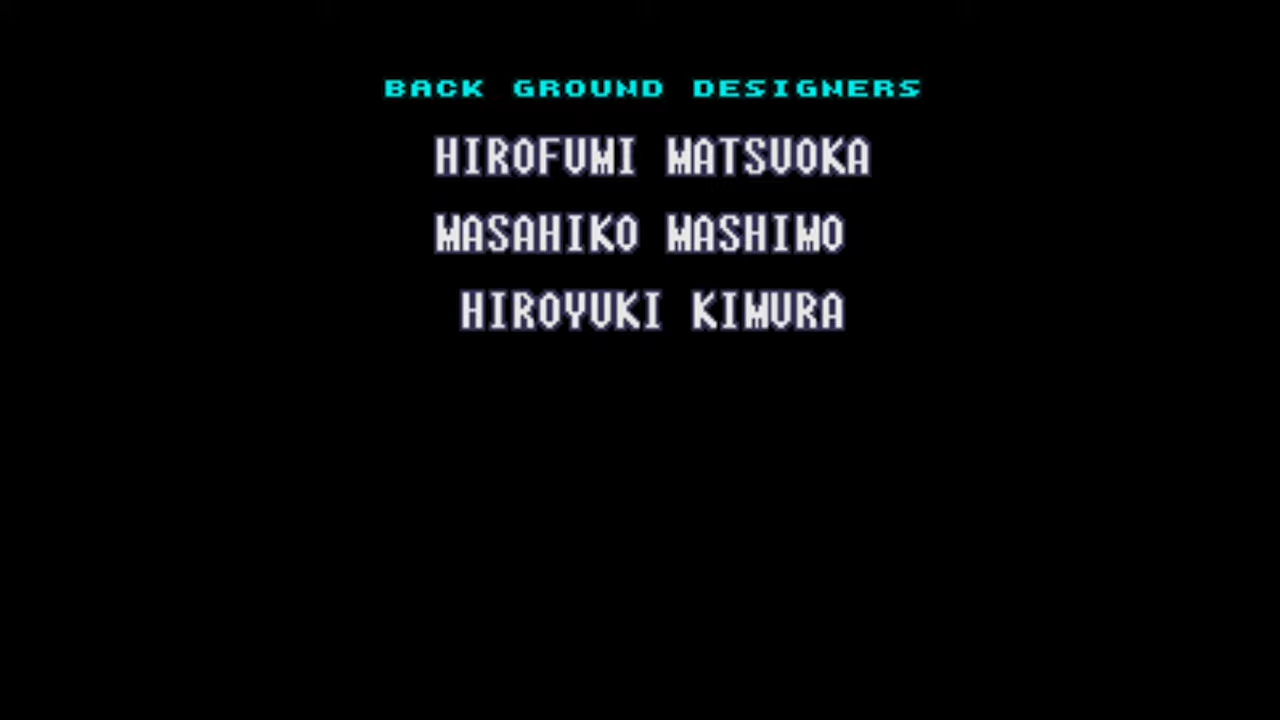 BACK GROUND DESIGNERS
HIROFUMI MATSUOKA
MASAHIKO MASHIMO
HIROYUKI KIMURA